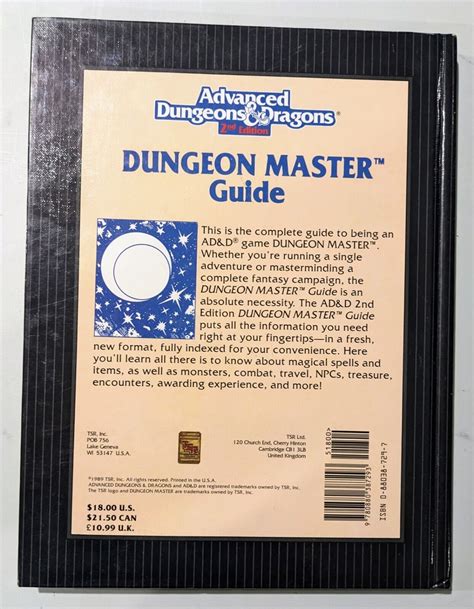 Advanced
Dungeons & Dragons®
2nd Edition
DUNGEON MASTER™
Guide
This is the complete guide to being an
AD&D® game DUNGEON MASTER™.
Whether you're running a single
adventure or masterminding a
complete fantasy campaign, the
DUNGEON MASTER™ Guide is an
absolute necessity. The AD&D 2nd
Edition DUNGEON MASTER™ Guide
puts all the information you need
right at your fingertips—in a fresh,
new format, fully indexed for your convenience. Here
you'll learn all there is to know about magical spells and
items, as well as monsters, combat, travel, NPCs, treasure,
encounters, awarding experience, and more!
TSR, Inc.
POB 756
Lake Geneva
WI 53147 U.S.A.
TSR Ltd.
120 Church End, Cherry Hinton
Cambridge CB1 3LB
United Kingdom
51800
9 780880 387293
ISBN 0-88038-729-7
©1989 TSR, Inc. All rights reserved. Printed in the U.S.A.
ADVANCED DUNGEONS & DRAGONS and AD&D are registered trademarks owned by TSR, Inc.
The TSR logo and DUNGEON MASTER are trademarks owned by TSR, Inc.
$18.00 U.S.
$21.50 CAN
£10.99 U.K.